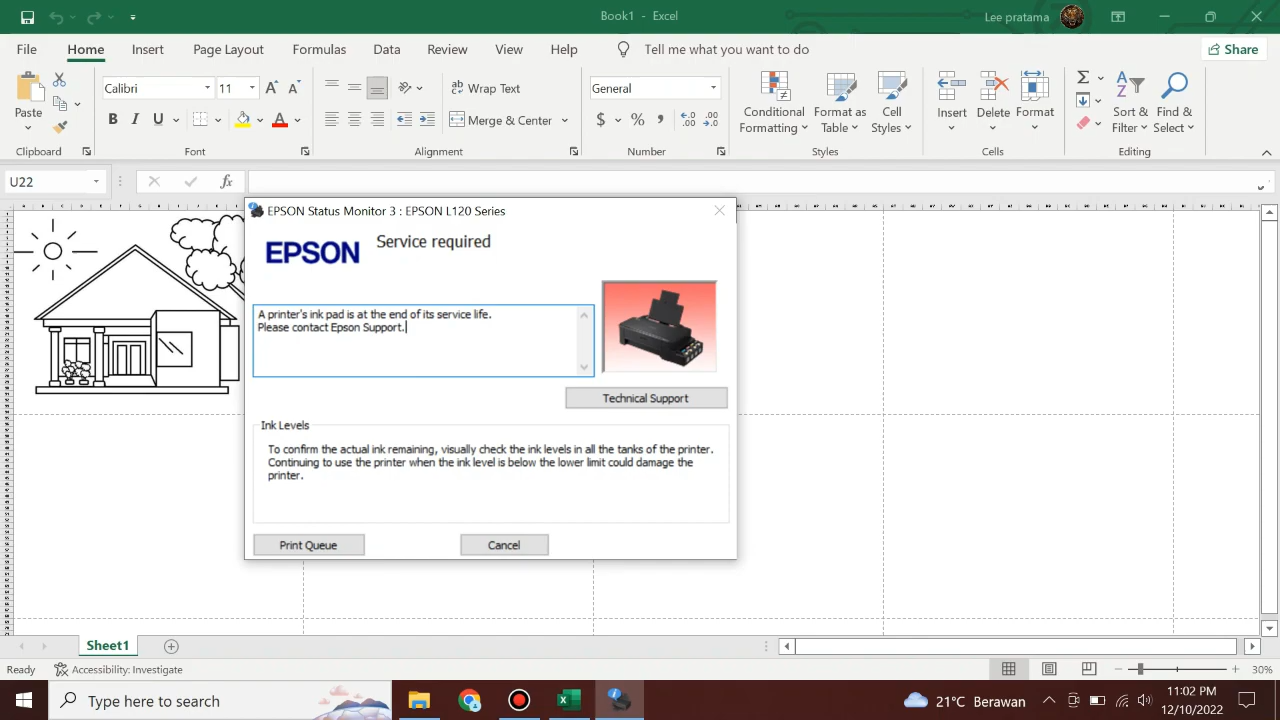 Book1 - Excel
Lee pratama
File Home Insert Page Layout Formulas Data Review View Help Tell me what you want to do Share
Paste
Clipboard
Calibri 11 A A
B I U A
Font
Wrap Text
Merge & Center
Alignment
General
$ % ,
Number
Conditional Formatting
Format as Table
Cell Styles
Styles
Insert
Delete
Format
Cells
Sort & Filter
Find & Select
Editing
U22 fx
EPSON Status Monitor 3 : EPSON L120 Series
EPSON
Service required
A printer's ink pad is at the end of its service life.
Please contact Epson Support.
Technical Support
Ink Levels
To confirm the actual ink remaining, visually check the ink levels in all the tanks of the printer.
Continuing to use the printer when the ink level is below the lower limit could damage the
printer.
Print Queue Cancel
Sheet1
Ready Accessibility: Investigate 30%
Type here to search
21°C Berawan
11:02 PM
12/10/2022